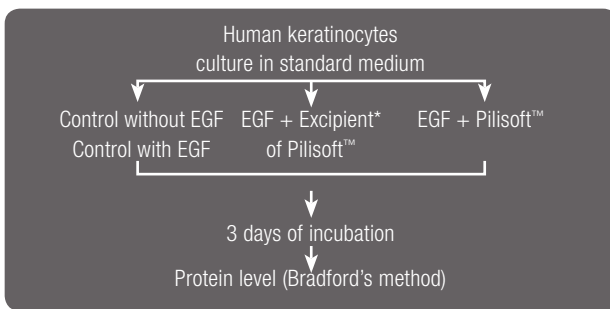 Human keratinocytes
culture in standard medium
Control without EGF EGF + Excipient* EGF + Pilisoft™
Control with EGF of Pilisoft™
3 days of incubation
Protein level (Bradford's method)